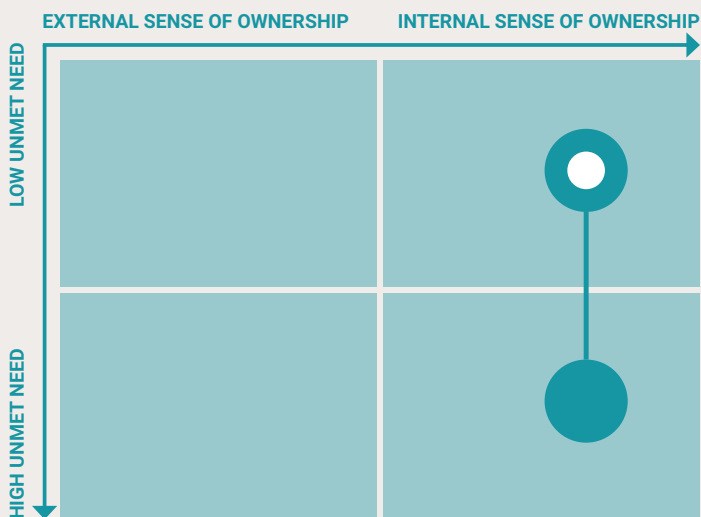 EXTERNAL SENSE OF OWNERSHIP
INTERNAL SENSE OF OWNERSHIP
LOW UNMET NEED
HIGH UNMET NEED